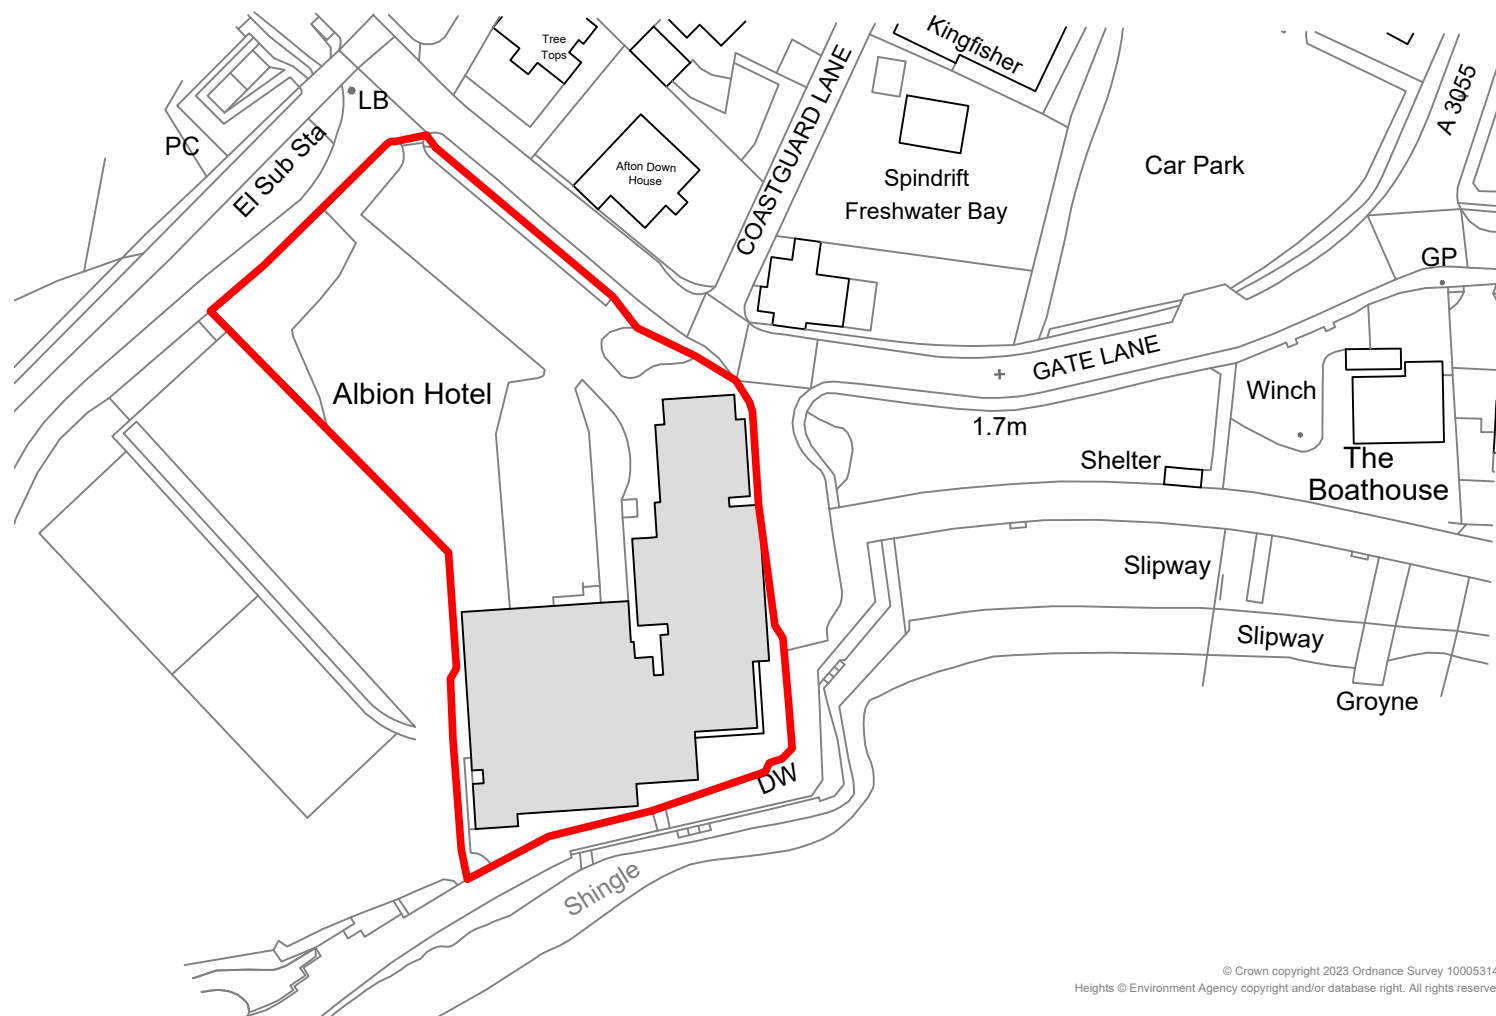 Kingfisher
Tree
Tops
LB
A 3055
PC
El Sub Sta
COASTGUARD LANE
Afton Down
House
Car Park
Spindrift
Freshwater Bay
GP
GATE LANE
Albion Hotel
Winch
1.7m
Shelter
The
Boathouse
Slipway
Slipway
Groyne
DW
Shingle
© Crown copyright 2023 Ordnance Survey 10005314
Heights © Environment Agency copyright and/or database right. All rights reserve